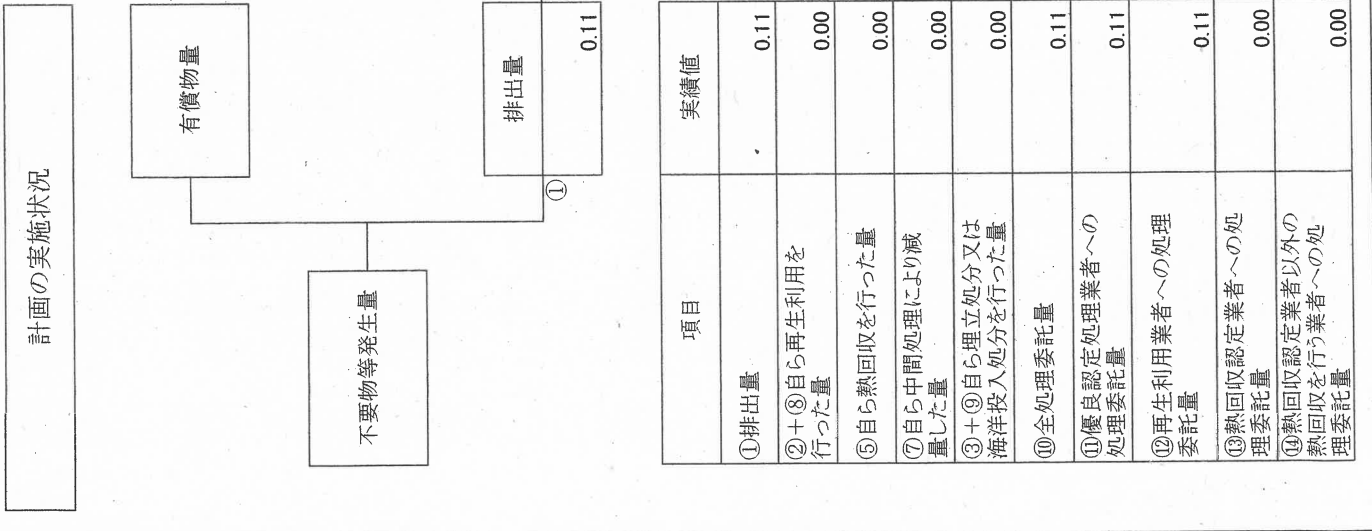 計画の実施状況
有償物量
不要物等発生量
排出量
① 0.11
項目 実績値
①排出量 0.11
②+⑧自ら再生利用を
行った量 0.00
⑤自ら熱回収を行った量 0.00
⑦自ら中間処理により減
量した量 0.00
③+⑨自ら埋立処分又は
海洋投入処分を行った量 0.00
⑩全処理委託量 0.11
⑪優良認定処理業者への
処理委託量 0.11
⑫再生利用業者への処理
委託量 0.11
⑬熱回収認定業者への処
理委託量 0.00
⑭熱回収認定業者以外の
熱回収を行う業者への処
理委託量 0.00